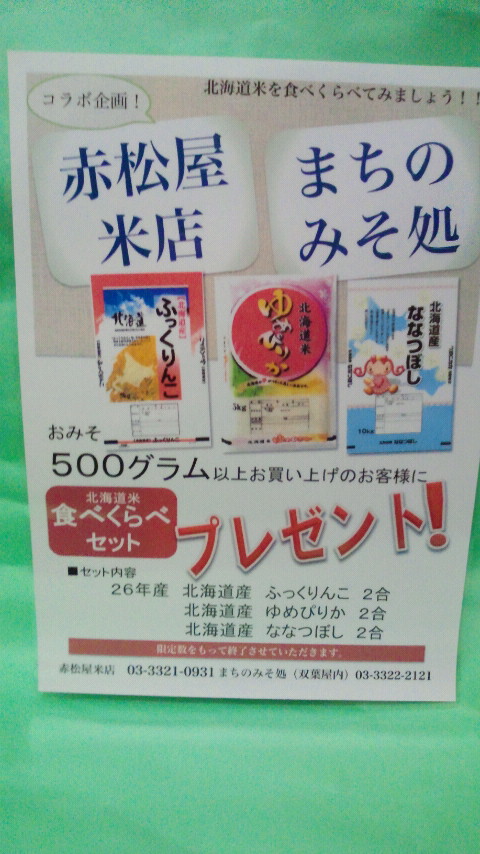 コラボ企画！
北海道米を食べくらべてみましょう！！
赤松屋
米店
まちの
みそ処
北海道
ふっくりんこ
北海道米
ゆめぴりか
5kg
北海道産
ななつぼし
10kg
おみそ
500グラム以上お買い上げのお客様に
北海道米
食べくらべ
セット
プレゼント!
■セット内容
26年産 北海道産 ふっくりんこ 2合
北海道産 ゆめぴりか 2合
北海道産 ななつぼし 2合
限定数をもって終了させていただきます。
赤松屋米店 03-3321-0931 まちのみそ処（双葉屋内）03-3322-2121